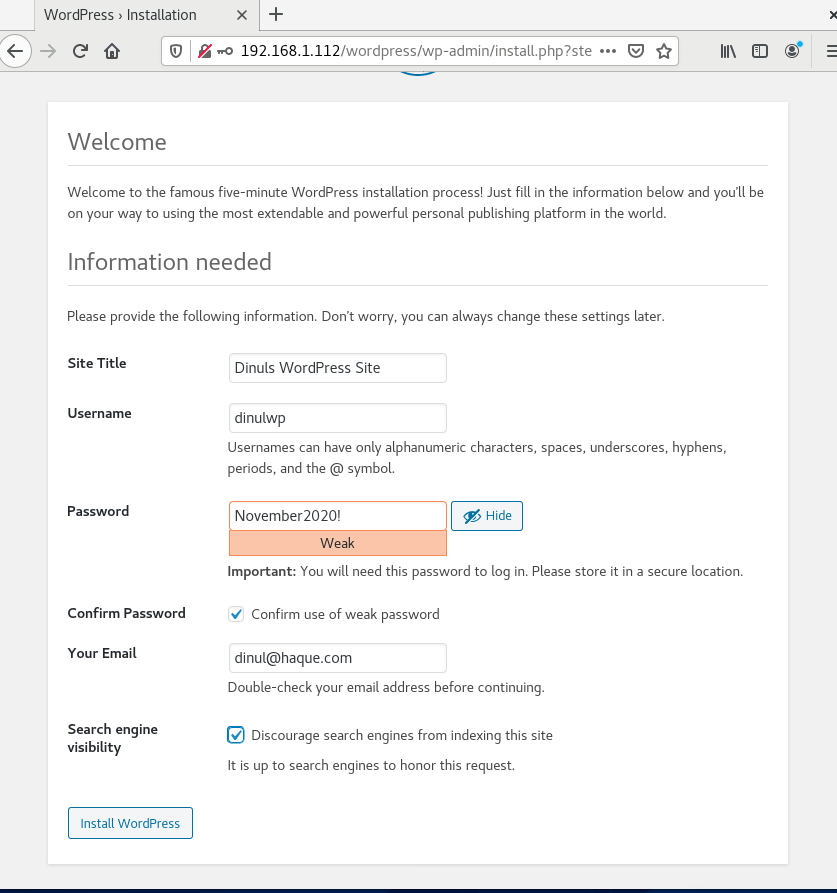 WordPress › Installation
192.168.1.112/wordpress/wp-admin/install.php?ste
Welcome
Welcome to the famous five-minute WordPress installation process! Just fill in the information below and you'll be
on your way to using the most extendable and powerful personal publishing platform in the world.
Information needed
Please provide the following information. Don't worry, you can always change these settings later.
Site Title
Dinuls WordPress Site
Username
dinulwp
Usernames can have only alphanumeric characters, spaces, underscores, hyphens,
periods, and the @ symbol.
Password
November2020!
Hide
Weak
Important: You will need this password to log in. Please store it in a secure location.
Confirm Password
Confirm use of weak password
Your Email
dinul@haque.com
Double-check your email address before continuing.
Search engine
visibility
Discourage search engines from indexing this site
It is up to search engines to honor this request.
Install WordPress